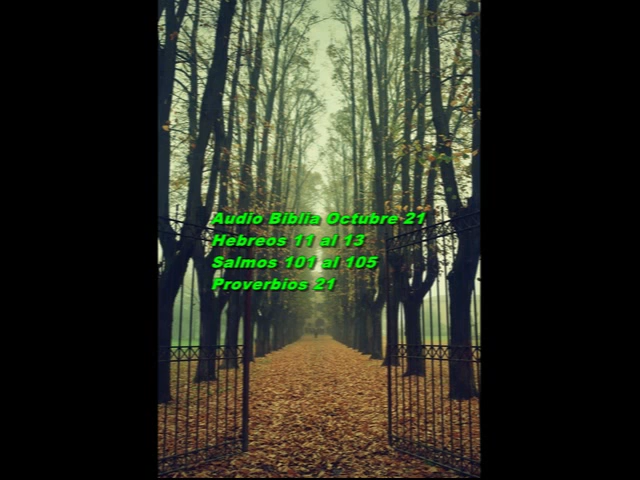 Audio Biblia Octubre 21
Hebreos 11 al 13
Salmos 101 al 105
Proverbios 21